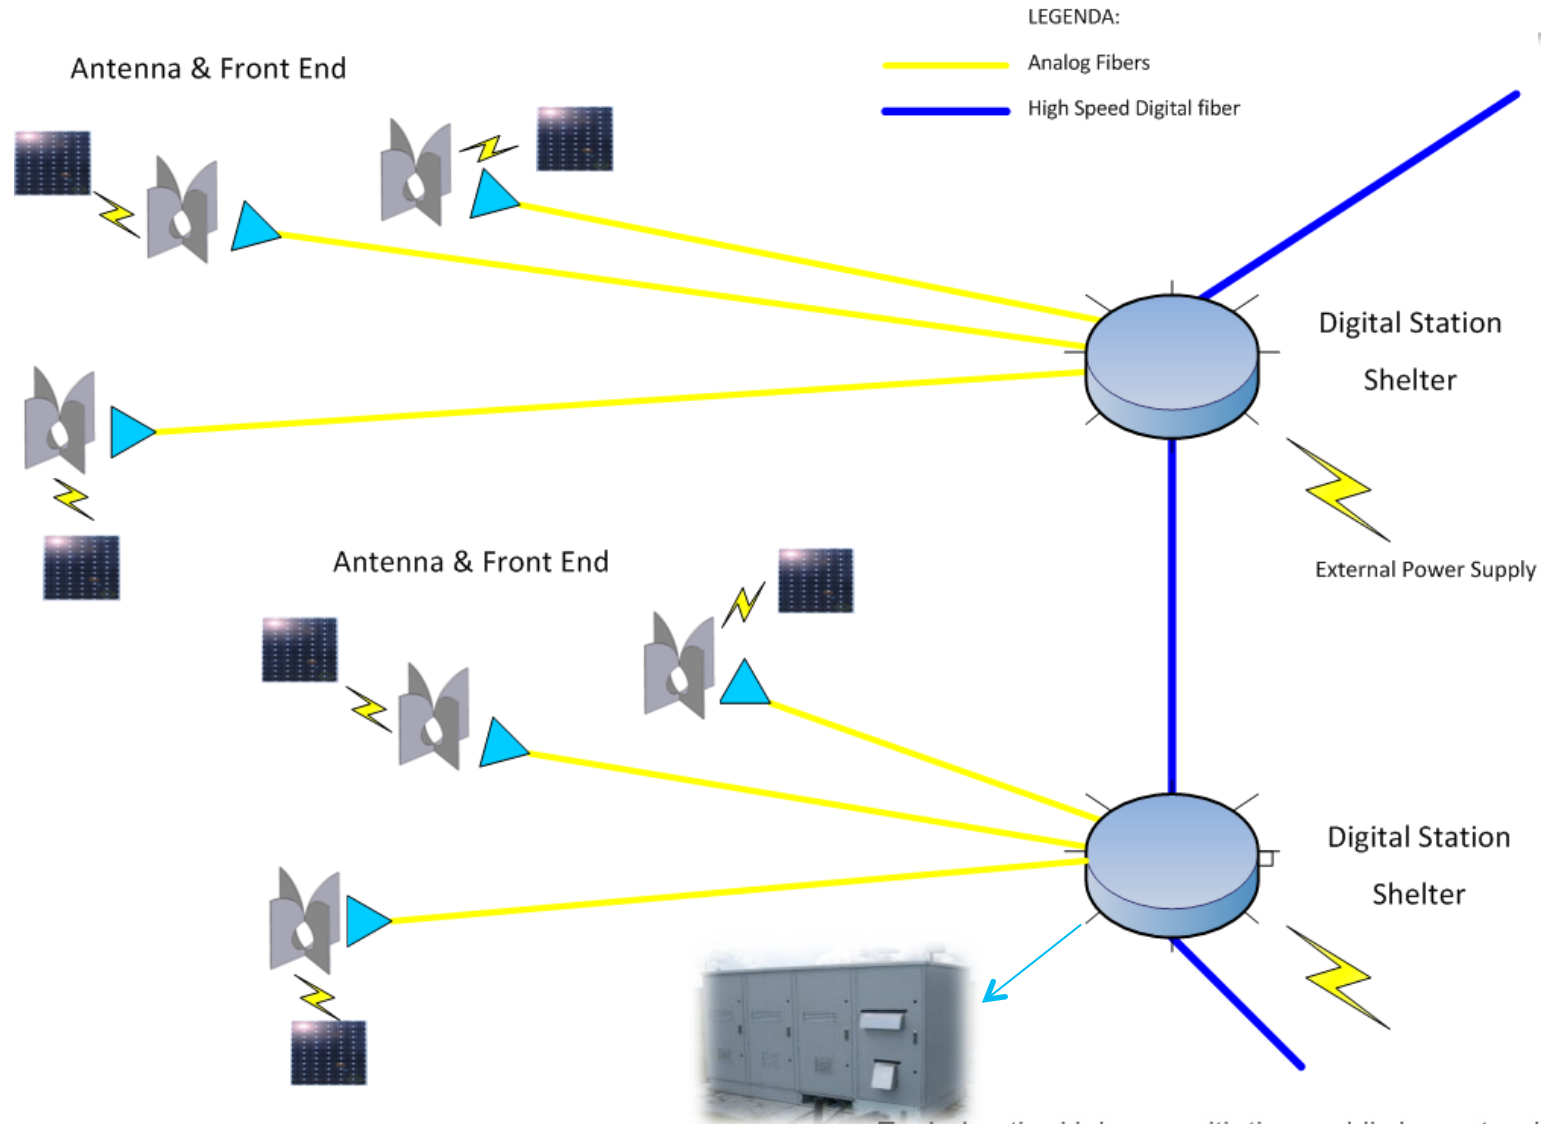 LEGENDA:
Analog Fibers
High Speed Digital fiber
Antenna & Front End
Digital Station
Shelter
External Power Supply
Antenna & Front End
Digital Station
Shelter